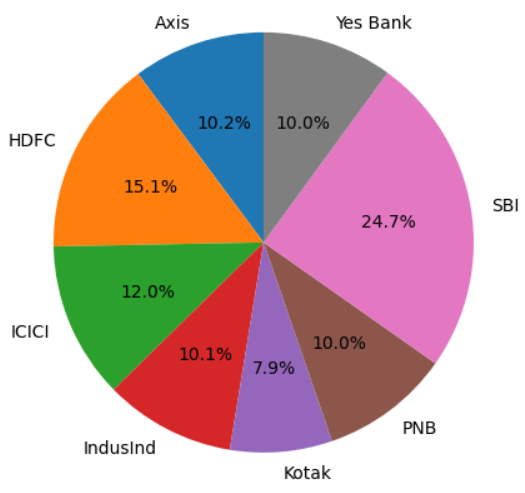 Axis
Yes Bank
10.2%
10.0%
HDFC
15.1%
SBI
24.7%
12.0%
ICICI
10.1%
7.9%
10.0%
IndusInd
Kotak
PNB